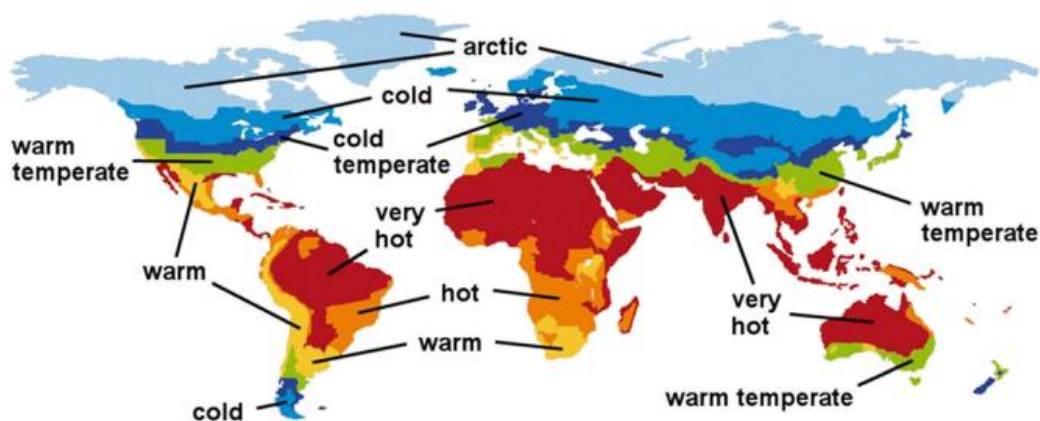 arctic
cold
cold
temperate
warm
temperate
very
hot
warm
temperate
warm
hot
very
hot
warm
warm temperate
cold